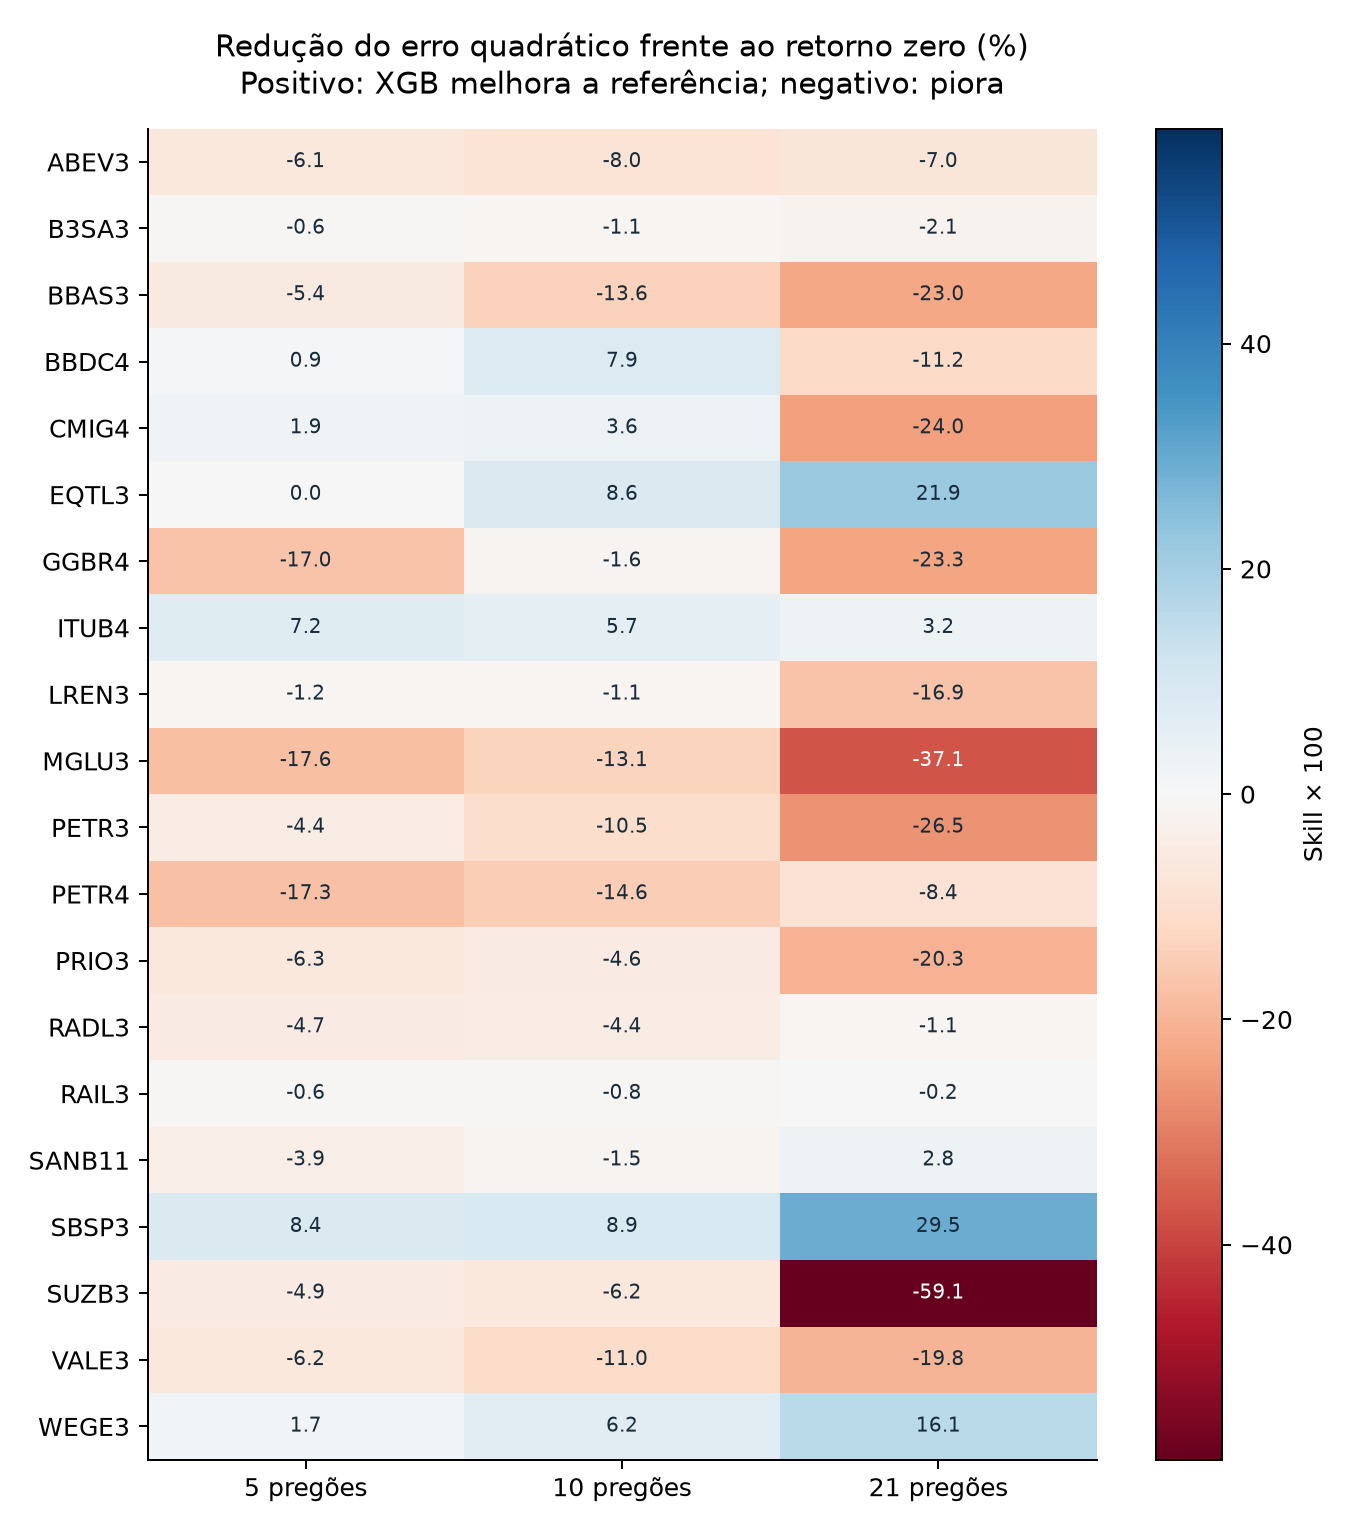 Redução do erro quadrático frente ao retorno zero (%)
Positivo: XGB melhora a referência; negativo: piora
ABEV3 -6.1 -8.0 -7.0
B3SA3 -0.6 -1.1 -2.1
BBAS3 -5.4 -13.6 -23.0
BBDC4 0.9 7.9 -11.2
CMIG4 1.9 3.6 -24.0
EQTL3 0.0 8.6 21.9
GGBR4 -17.0 -1.6 -23.3
ITUB4 7.2 5.7 3.2
LREN3 -1.2 -1.1 -16.9
MGLU3 -17.6 -13.1 -37.1
PETR3 -4.4 -10.5 -26.5
PETR4 -17.3 -14.6 -8.4
PRIO3 -6.3 -4.6 -20.3
RADL3 -4.7 -4.4 -1.1
RAIL3 -0.6 -0.8 -0.2
SANB11 -3.9 -1.5 2.8
SBSP3 8.4 8.9 29.5
SUZB3 -4.9 -6.2 -59.1
VALE3 -6.2 -11.0 -19.8
WEGE3 1.7 6.2 16.1
5 pregões 10 pregões 21 pregões
40
20
0
−20
−40
Skill × 100